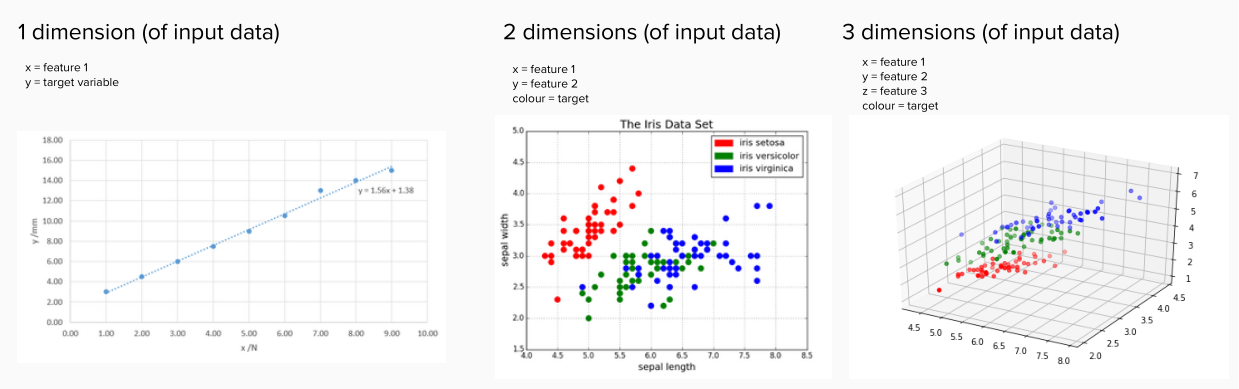 1 dimension (of input data)
x = feature 1
y = target variable
18.00
16.00
14.00
12.00
10.00
8.00
6.00
4.00
2.00
0.00
y /mm
y = 1.56x + 1.38
0.00 1.00 2.00 3.00 4.00 5.00 6.00 7.00 8.00 9.00 10.00
x /N
2 dimensions (of input data)
x = feature 1
y = feature 2
colour = target
The Iris Data Set
iris setosa
iris versicolor
iris virginica
5.0
4.5
4.0
3.5
3.0
2.5
2.0
1.5
sepal width
4.0 4.5 5.0 5.5 6.0 6.5 7.0 7.5 8.0 8.5
sepal length
3 dimensions (of input data)
x = feature 1
y = feature 2
z = feature 3
colour = target
7
6
5
4
3
2
1
4.5
4.0
3.5
3.0
2.5
2.0
4.5 5.0 5.5 6.0 6.5 7.0 7.5 8.0